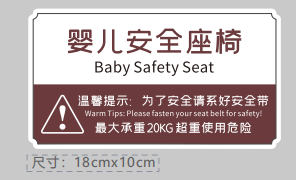 婴儿安全座椅
Baby Safety Seat
温馨提示：为了安全请系好安全带
Warm Tips: Please fasten your seat belt for safety!
最大承重20KG 超重使用危险
尺寸：18cmx10cm